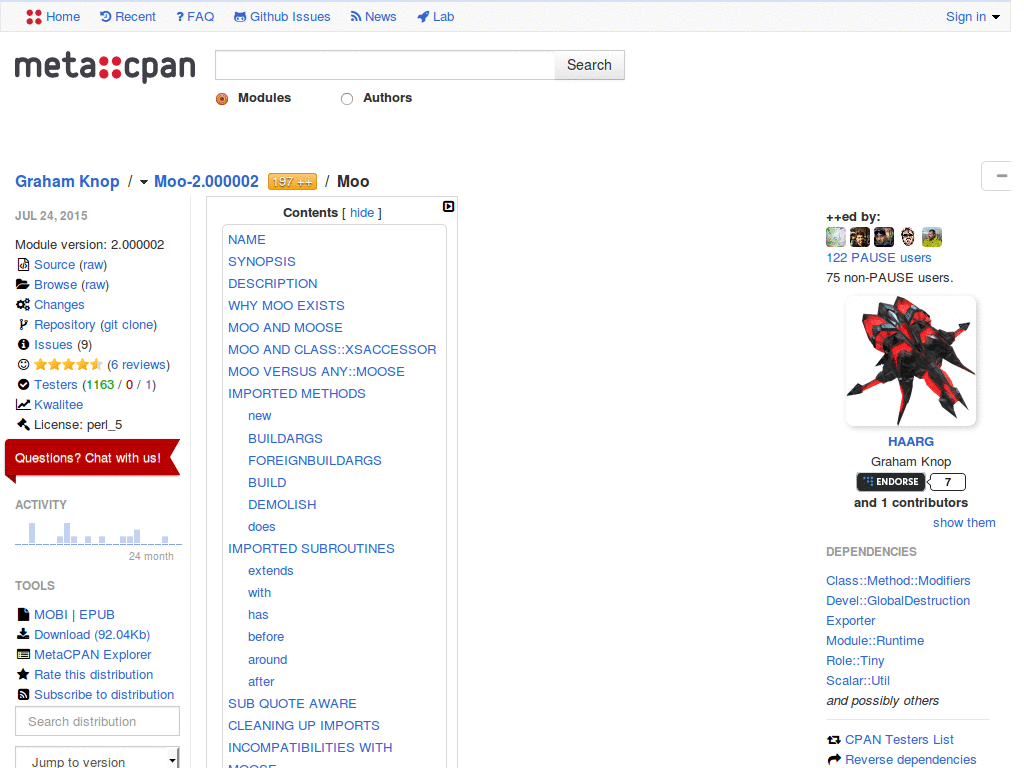 Home Recent ? FAQ Github Issues News Lab Sign in
meta::cpan Search
Modules Authors
Graham Knop / Moo-2.000002 197 ++ / Moo
JUL 24, 2015
Module version: 2.000002
Source (raw)
Browse (raw)
Changes
Repository (git clone)
Issues (9)
(6 reviews)
Testers (1163 / 0 / 1)
Kwalitee
License: perl_5
Questions? Chat with us!
ACTIVITY
24 month
TOOLS
MOBI | EPUB
Download (92.04Kb)
MetaCPAN Explorer
Rate this distribution
Subscribe to distribution
Search distribution
Jump to version
Contents [ hide ]
NAME
SYNOPSIS
DESCRIPTION
WHY MOO EXISTS
MOO AND MOOSE
MOO AND CLASS::XSACCESSOR
MOO VERSUS ANY::MOOSE
IMPORTED METHODS
new
BUILDARGS
FOREIGNBUILDARGS
BUILD
DEMOLISH
does
IMPORTED SUBROUTINES
extends
with
has
before
around
after
SUB QUOTE AWARE
CLEANING UP IMPORTS
INCOMPATIBILITIES WITH
MOOSE
++ed by:
122 PAUSE users
75 non-PAUSE users.
HAARG
Graham Knop
ENDORSE 7
and 1 contributors
show them
DEPENDENCIES
Class::Method::Modifiers
Devel::GlobalDestruction
Exporter
Module::Runtime
Role::Tiny
Scalar::Util
and possibly others
CPAN Testers List
Reverse dependencies